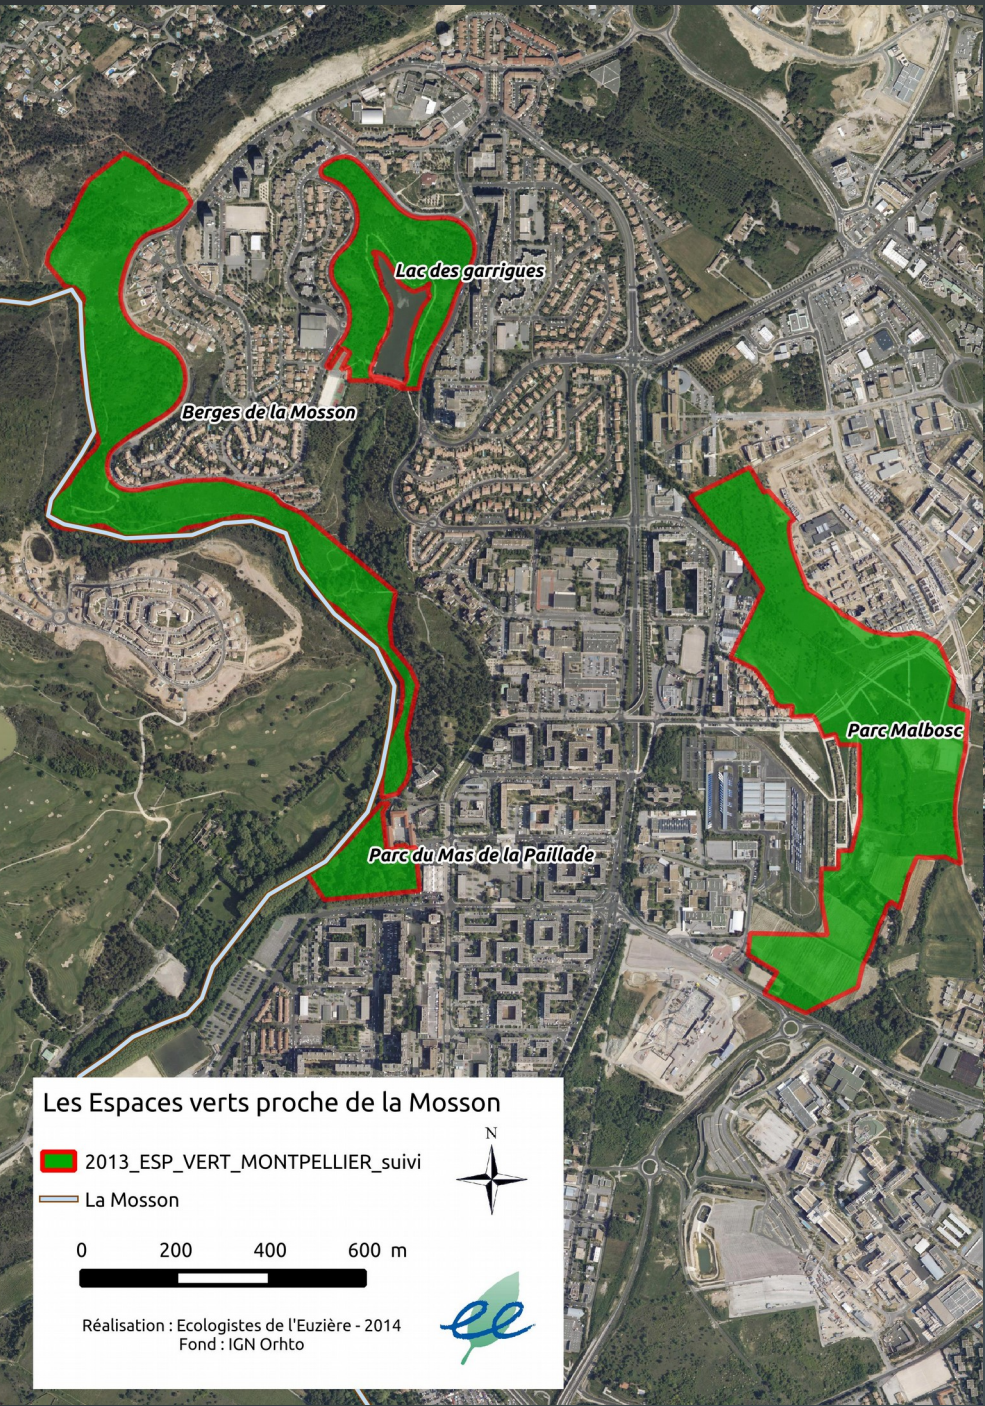 Lac des garrigues
Berges de la Mosson
Parc Malbosc
Parc du Mas de la Paillade
Les Espaces verts proche de la Mosson
2013_ESP_VERT_MONTPELLIER_suivi
La Mosson
N
0 200 400 600 m
Réalisation : Ecologistes de l'Euzière - 2014
Fond : IGN Orhto
ee